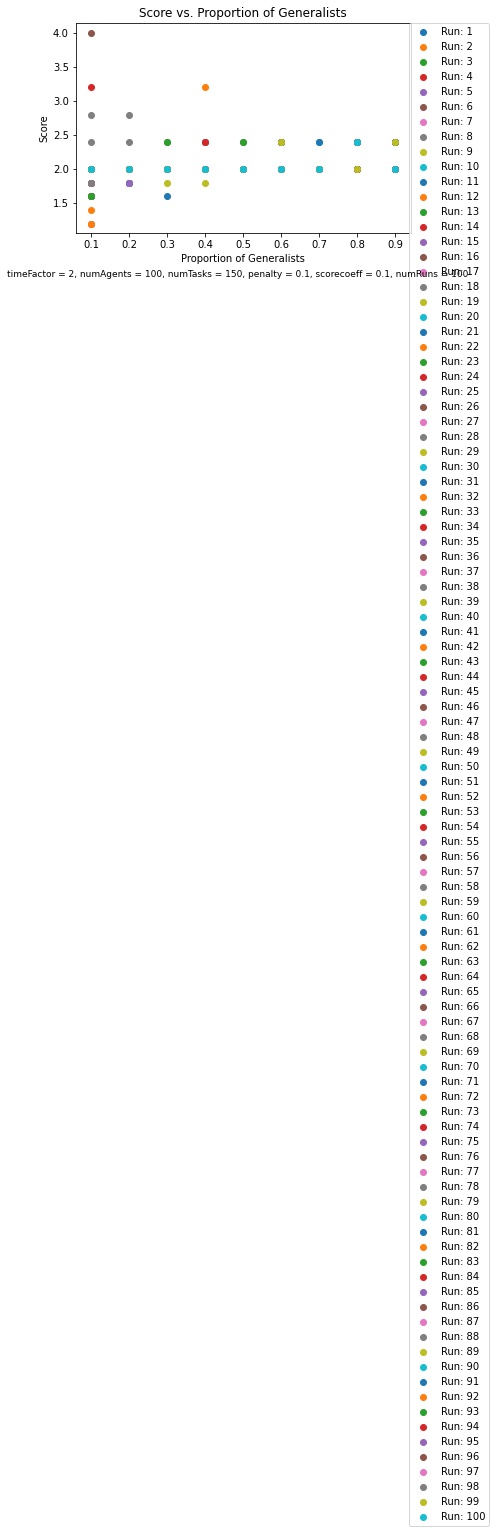 Score vs. Proportion of Generalists
4.0
3.5
3.0
2.5
2.0
1.5
Score
0.1 0.2 0.3 0.4 0.5 0.6 0.7 0.8 0.9
Proportion of Generalists
timeFactor = 2, numAgents = 100, numTasks = 150, penalty = 0.1, scorecoeff = 0.1, numRuns = 100
Run: 1
Run: 2
Run: 3
Run: 4
Run: 5
Run: 6
Run: 7
Run: 8
Run: 9
Run: 10
Run: 11
Run: 12
Run: 13
Run: 14
Run: 15
Run: 16
Run: 17
Run: 18
Run: 19
Run: 20
Run: 21
Run: 22
Run: 23
Run: 24
Run: 25
Run: 26
Run: 27
Run: 28
Run: 29
Run: 30
Run: 31
Run: 32
Run: 33
Run: 34
Run: 35
Run: 36
Run: 37
Run: 38
Run: 39
Run: 40
Run: 41
Run: 42
Run: 43
Run: 44
Run: 45
Run: 46
Run: 47
Run: 48
Run: 49
Run: 50
Run: 51
Run: 52
Run: 53
Run: 54
Run: 55
Run: 56
Run: 57
Run: 58
Run: 59
Run: 60
Run: 61
Run: 62
Run: 63
Run: 64
Run: 65
Run: 66
Run: 67
Run: 68
Run: 69
Run: 70
Run: 71
Run: 72
Run: 73
Run: 74
Run: 75
Run: 76
Run: 77
Run: 78
Run: 79
Run: 80
Run: 81
Run: 82
Run: 83
Run: 84
Run: 85
Run: 86
Run: 87
Run: 88
Run: 89
Run: 90
Run: 91
Run: 92
Run: 93
Run: 94
Run: 95
Run: 96
Run: 97
Run: 98
Run: 99
Run: 100